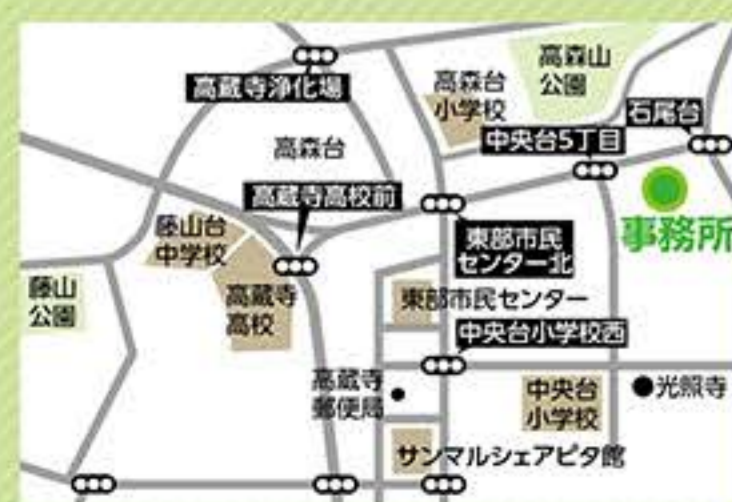 高蔵寺浄化場
高森台
小学校
高森山
公園
石尾台
中央台5丁目
高森台
高蔵寺高校前
事務所
藤山台
中学校
東部市民
センター北
藤山
公園
高蔵寺
高校
東部市民センター
中央台小学校西
高蔵寺
郵便局
中央台
小学校
光照寺
サンマルシェアピタ館